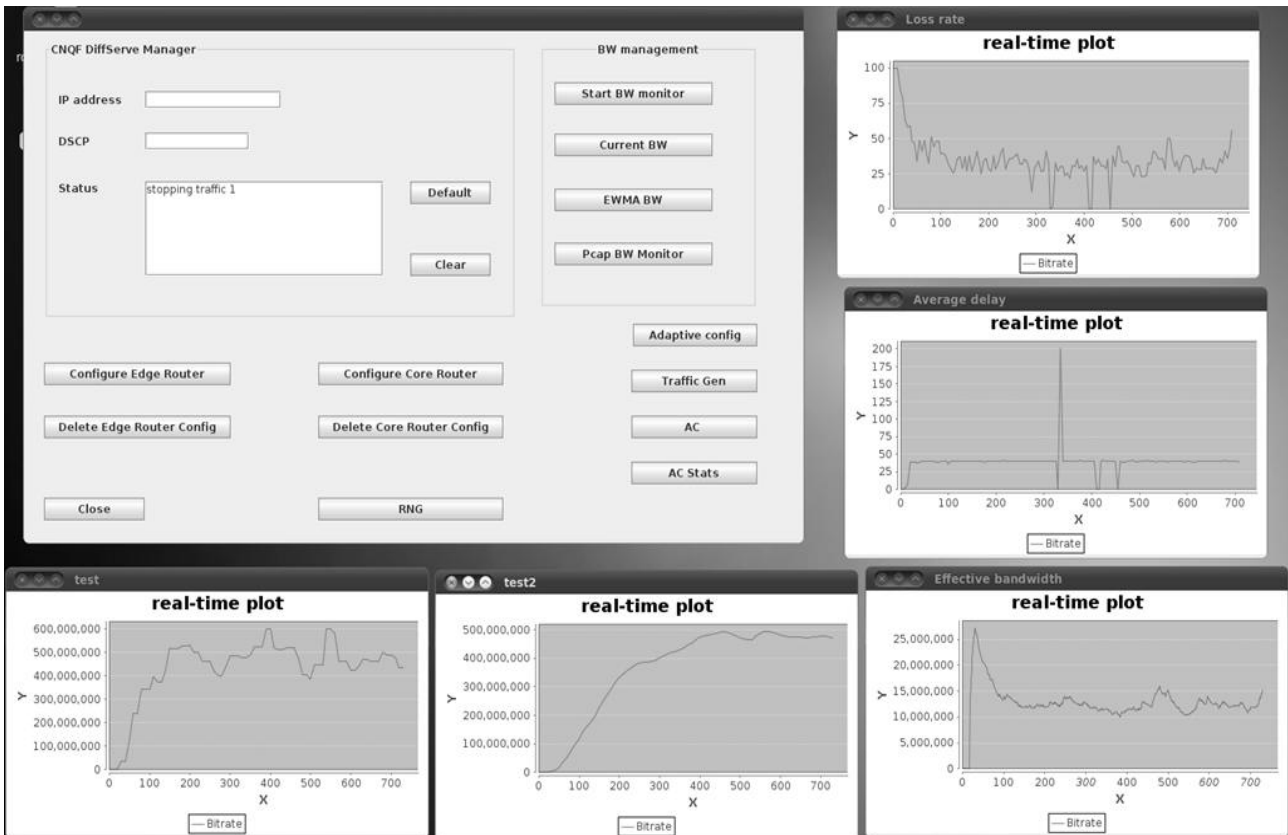 CNQF DiffServe Manager
IP address
DSCP
Status
stopping traffic 1
Default
Clear
BW management
Start BW monitor
Current BW
EWMA BW
Pcap BW Monitor
Adaptive config
Traffic Gen
AC
AC Stats
Configure Edge Router
Configure Core Router
Delete Edge Router Config
Delete Core Router Config
Close
RNG
Loss rate
real-time plot
Y
100
75
50
25
0
0 100 200 300 400 500 600 700
X
Bitrate
Average delay
real-time plot
Y
200
175
150
125
100
75
50
25
0
0 100 200 300 400 500 600 700
X
Bitrate
test
real-time plot
Y
600,000,000
500,000,000
400,000,000
300,000,000
200,000,000
100,000,000
0
0 100 200 300 400 500 600 700
X
Bitrate
test2
real-time plot
Y
500,000,000
400,000,000
300,000,000
200,000,000
100,000,000
0
0 100 200 300 400 500 600 700
X
Bitrate
Effective bandwidth
real-time plot
Y
25,000,000
20,000,000
15,000,000
10,000,000
5,000,000
0
0 100 200 300 400 500 600 700
X
Bitrate